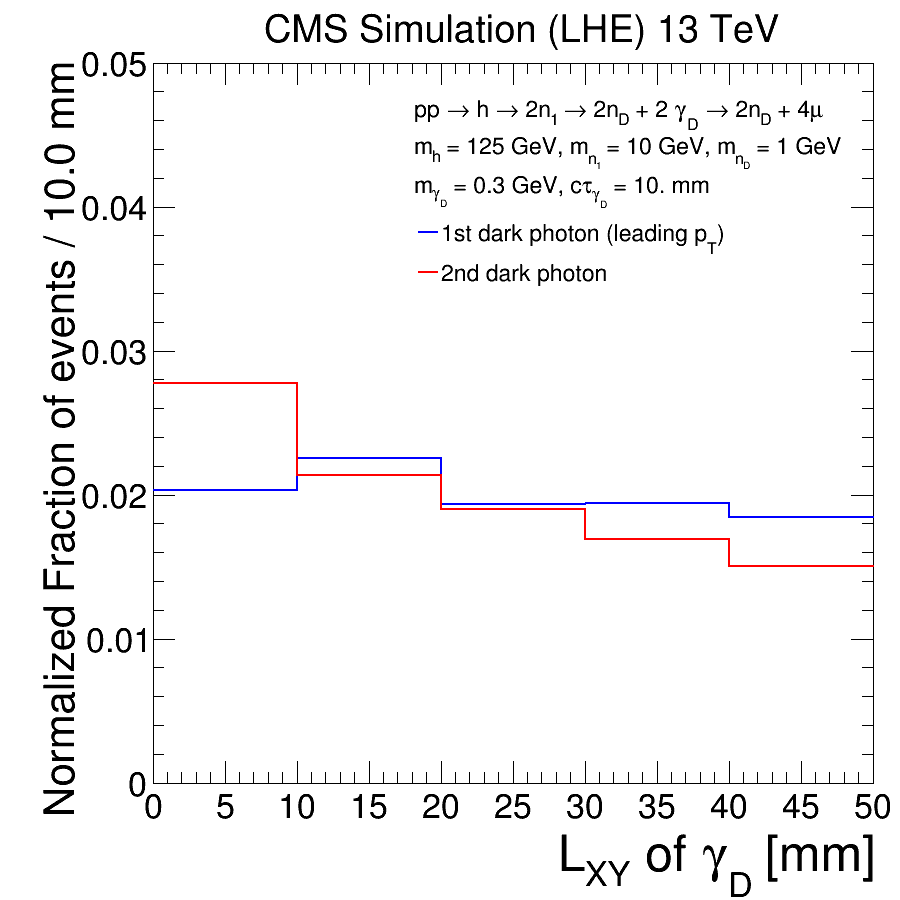 CMS Simulation (LHE) 13 TeV
pp → h → 2n1 → 2nD + 2 γD → 2nD + 4μ
mh = 125 GeV, mn1 = 10 GeV, mnD = 1 GeV
mγD = 0.3 GeV, cτγD = 10. mm
1st dark photon (leading pT)
2nd dark photon
Normalized Fraction of events / 10.0 mm
0.05
0.04
0.03
0.02
0.01
0
0 5 10 15 20 25 30 35 40 45 50
LXY of γD [mm]